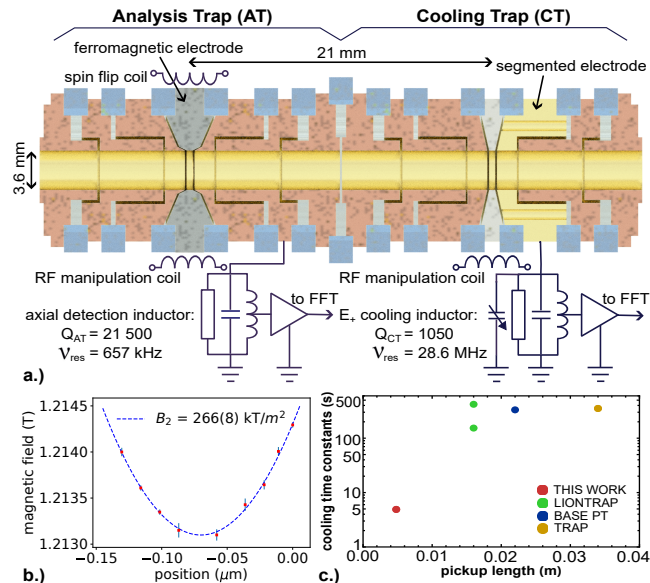 Analysis Trap (AT)
Cooling Trap (CT)
ferromagnetic electrode
21 mm
segmented electrode
spin flip coil
3.6 mm
RF manipulation coil
RF manipulation coil
axial detection inductor:
Q_AT = 21 500
ν_res = 657 kHz
to FFT
E₊ cooling inductor:
Q_CT = 1050
ν_res = 28.6 MHz
to FFT
a.)
magnetic field (T)
1.2145
1.2140
1.2135
1.2130
B₂ = 266(8) kT/m²
−0.15
−0.10
−0.05
0.00
position (μm)
b.)
cooling time constants (s)
500
100
50
10
5
1
THIS WORK
LIONTRAP
BASE PT
TRAP
0.00
0.01
0.02
0.03
0.04
pickup length (m)
c.)